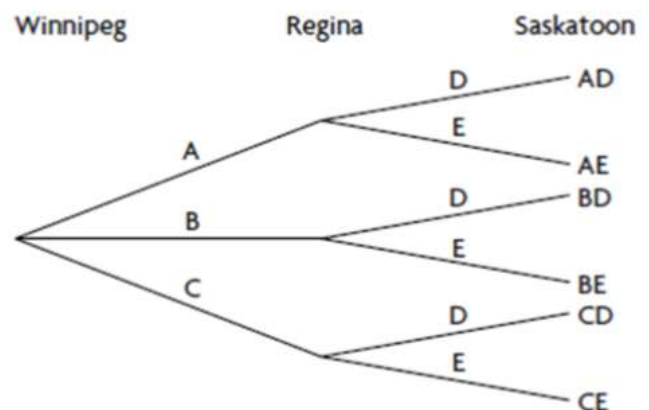 Winnipeg Regina Saskatoon
D AD
A E AE
D BD
B E BE
C D CD
E CE